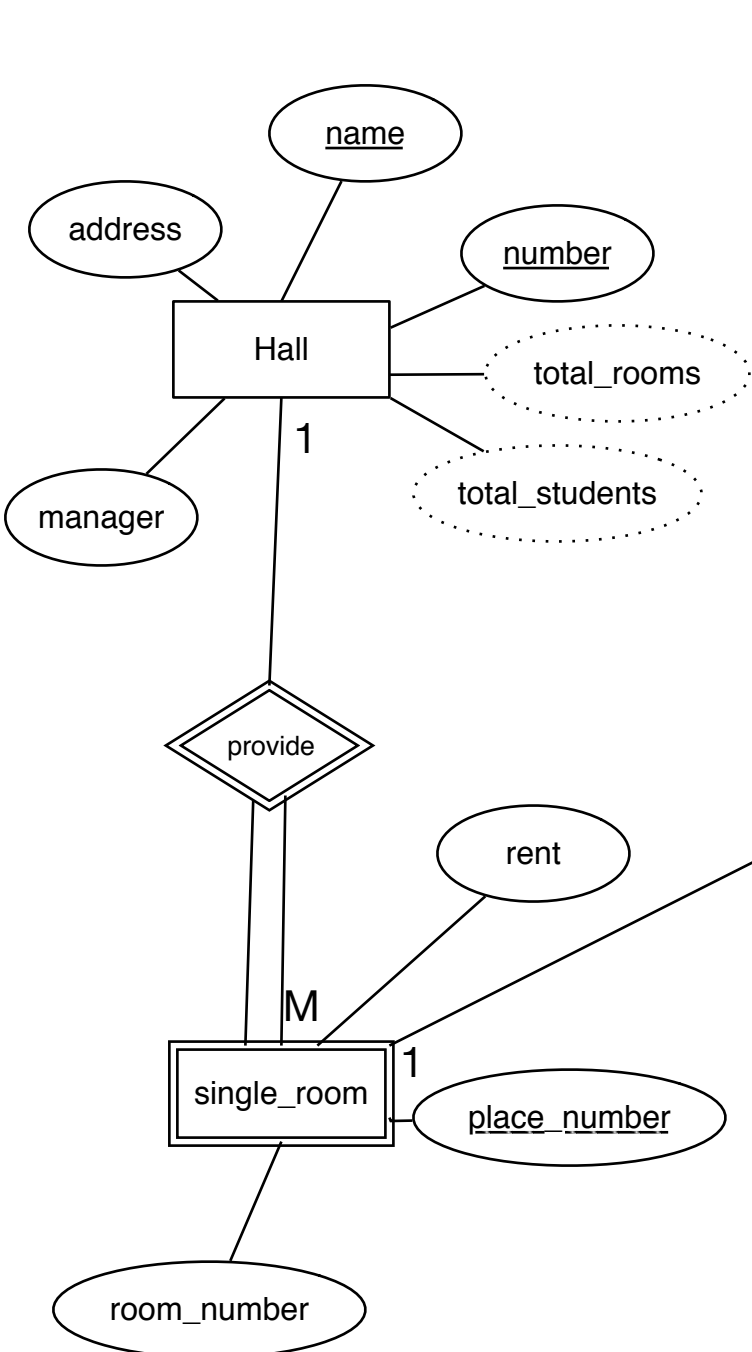 name
address
number
Hall
total_rooms
1
total_students
manager
provide
rent
M
1
single_room
place_number
room_number